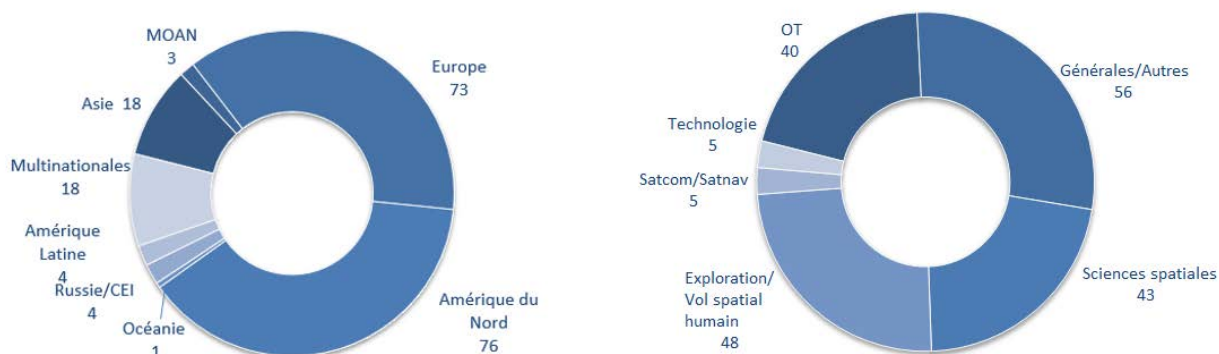 MOAN
3
Europe
73
Asie 18
Multinationales
18
Amérique
Latine
4
Russie/CEI
4
Océanie
1
Amérique du
Nord
76
OT
40
Générales/Autres
56
Technologie
5
Satcom/Satnav
5
Exploration/
Vol spatial
humain
48
Sciences spatiales
43